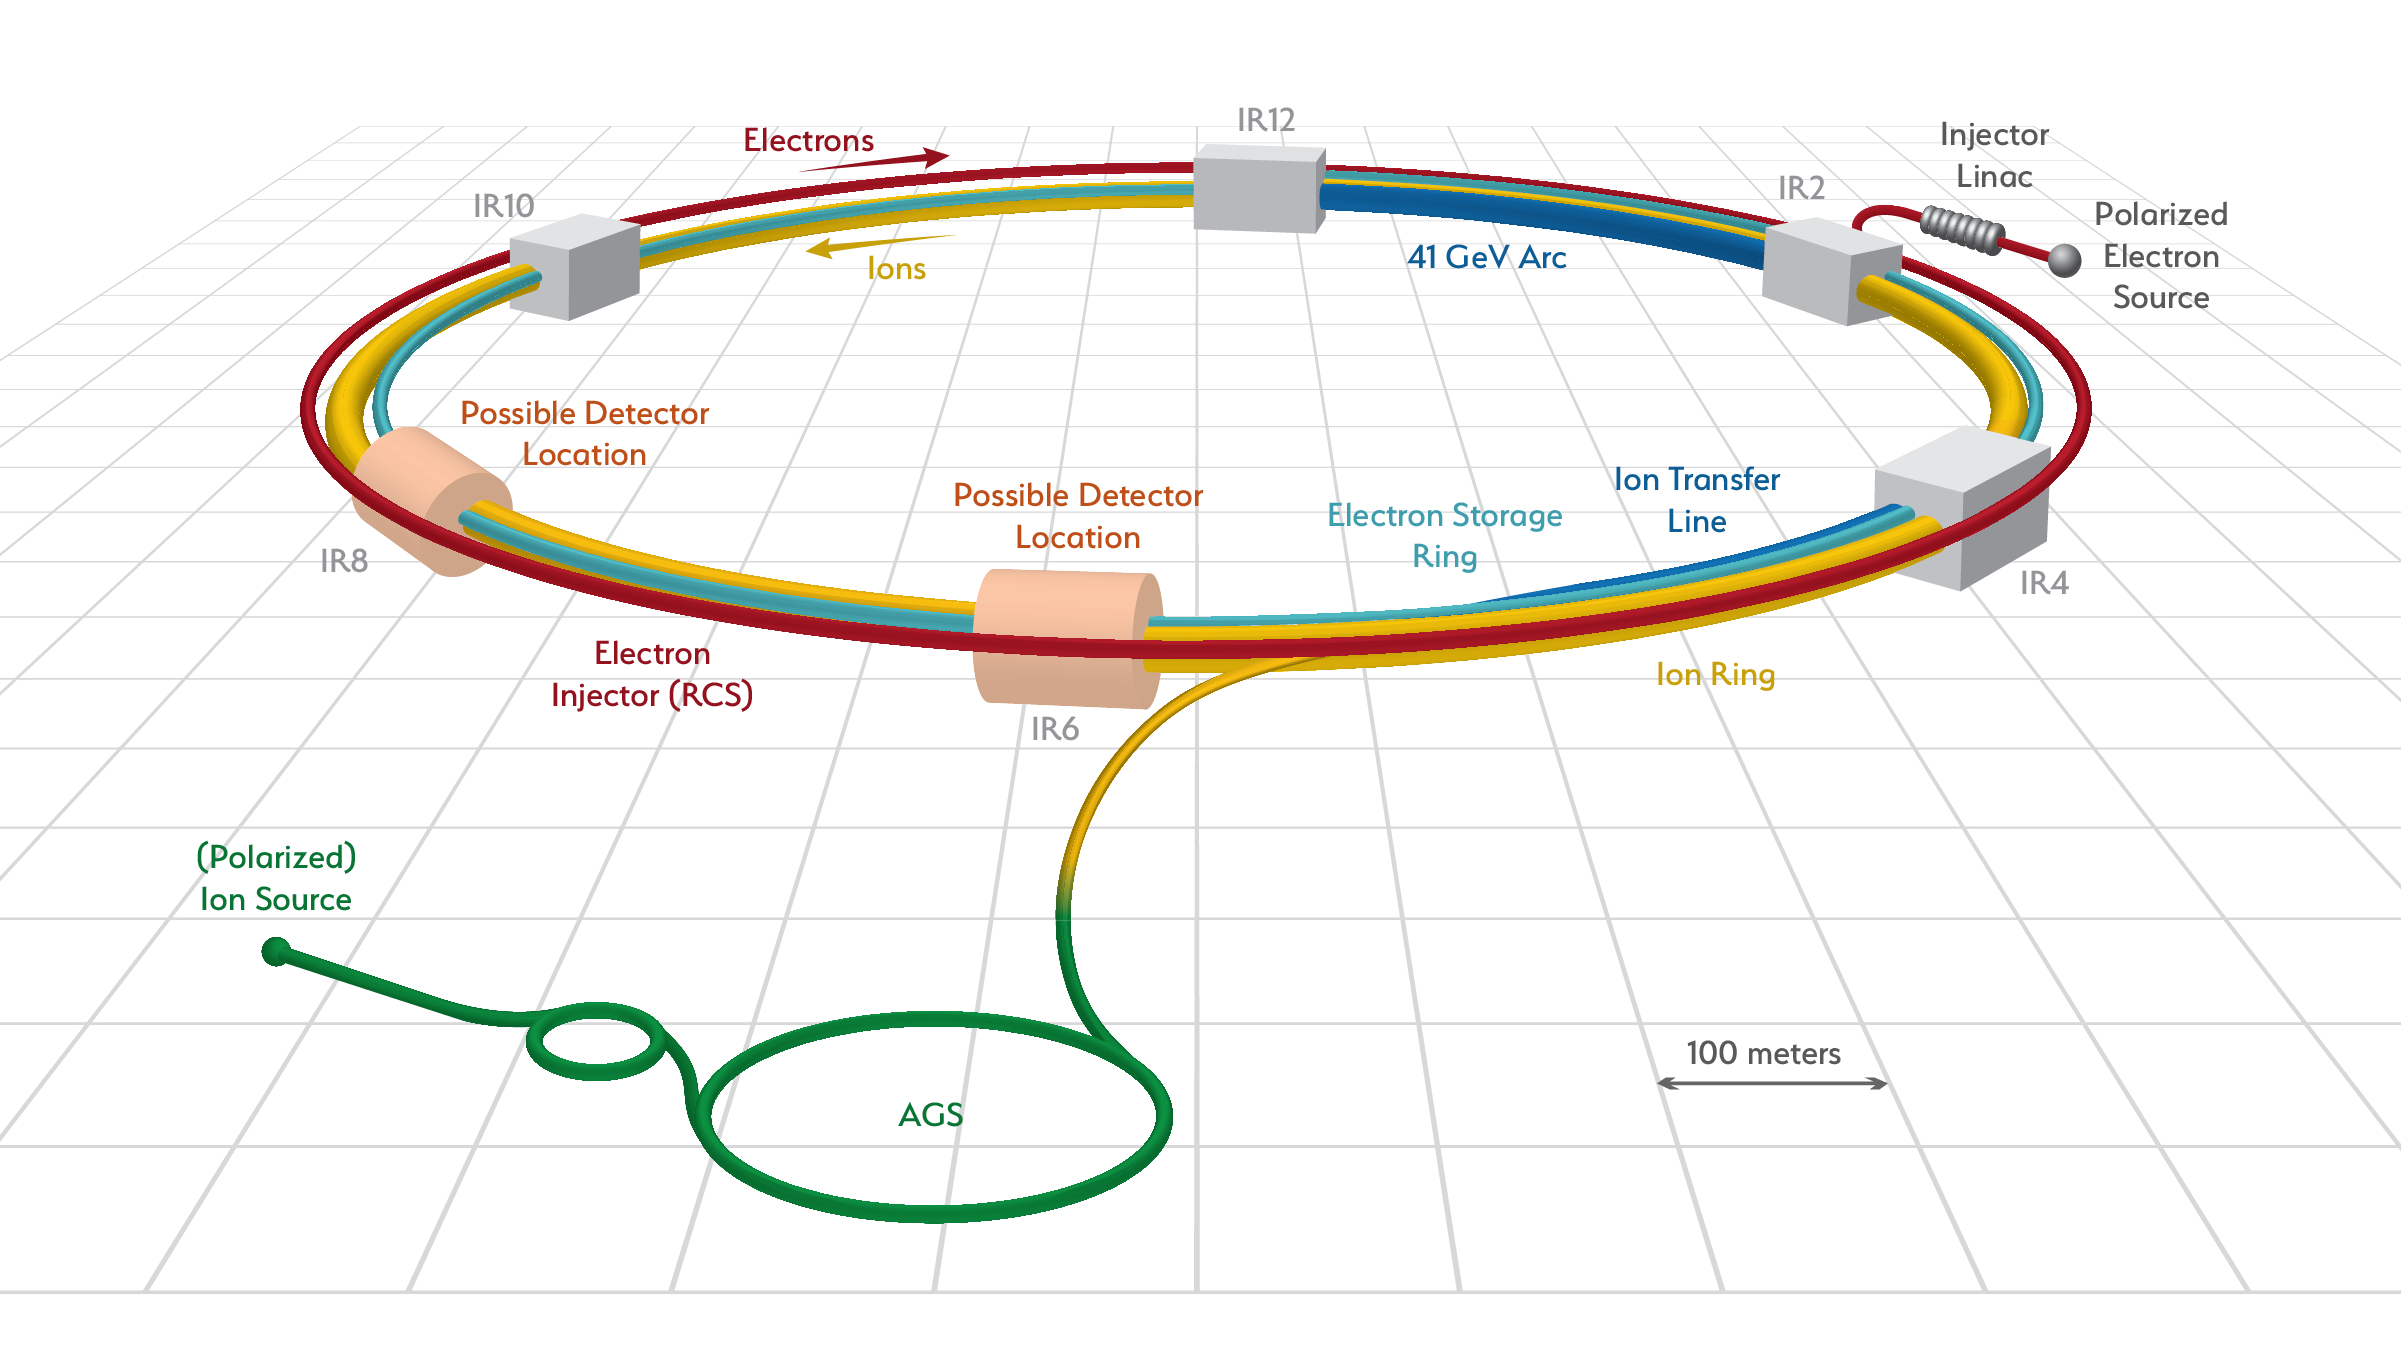 IR12
Electrons
Injector
Linac
IR2
IR10
Polarized
Electron
Source
41 GeV Arc
Ions
Possible Detector
Location
Possible Detector
Location
Ion Transfer
Line
Electron Storage
Ring
IR8
IR4
Electron
Injector (RCS)
Ion Ring
IR6
(Polarized)
Ion Source
100 meters
AGS